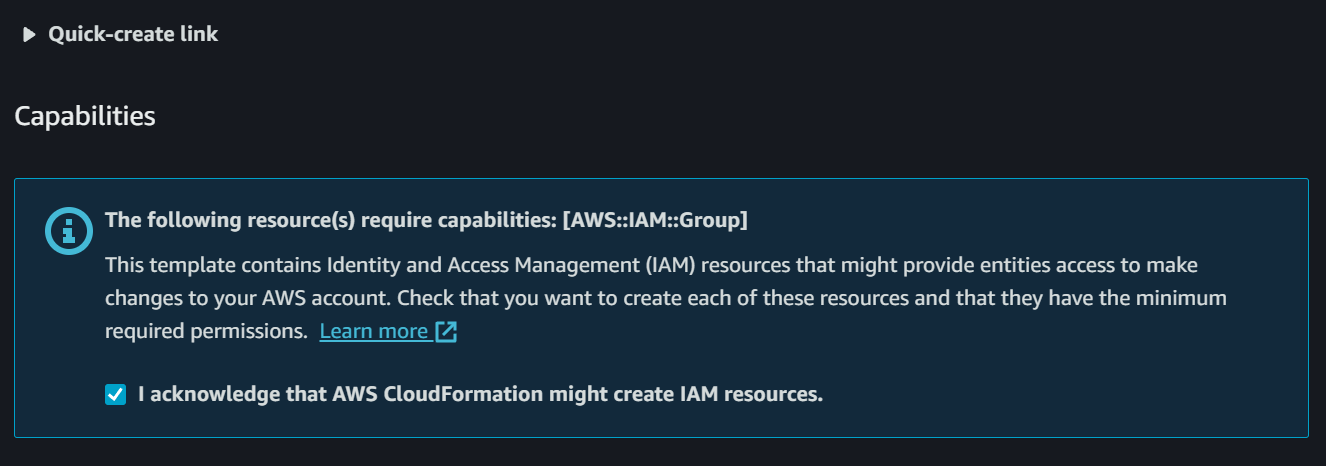 Quick-create link
Capabilities
The following resource(s) require capabilities: [AWS::IAM::Group]
This template contains Identity and Access Management (IAM) resources that might provide entities access to make
changes to your AWS account. Check that you want to create each of these resources and that they have the minimum
required permissions. Learn more
I acknowledge that AWS CloudFormation might create IAM resources.